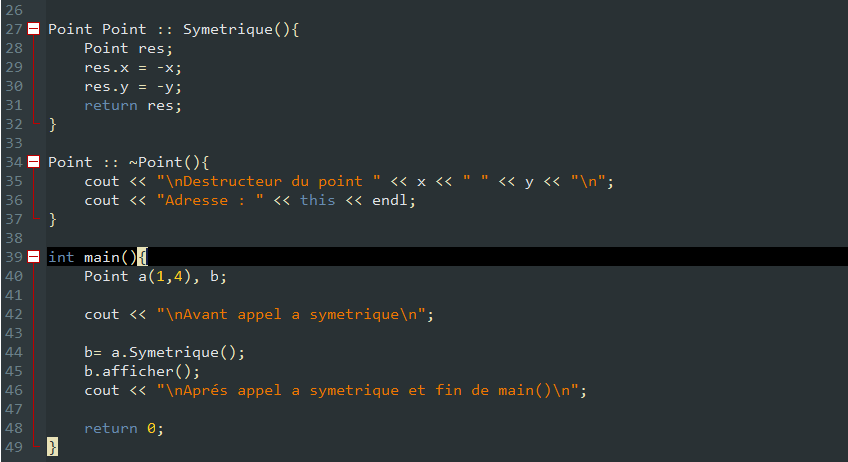 26
27 Point Point :: Symetrique(){
28 Point res;
29 res.x = -x;
30 res.y = -y;
31 return res;
32 }
33
34 Point :: ~Point(){
35 cout << "\nDestructeur du point " << x << " " << y << "\n";
36 cout << "Adresse : " << this << endl;
37 }
38
39 int main(){
40 Point a(1,4), b;
41
42 cout << "\nAvant appel a symetrique\n";
43
44 b= a.Symetrique();
45 b.afficher();
46 cout << "\nAprés appel a symetrique et fin de main()\n";
47
48 return 0;
49 }